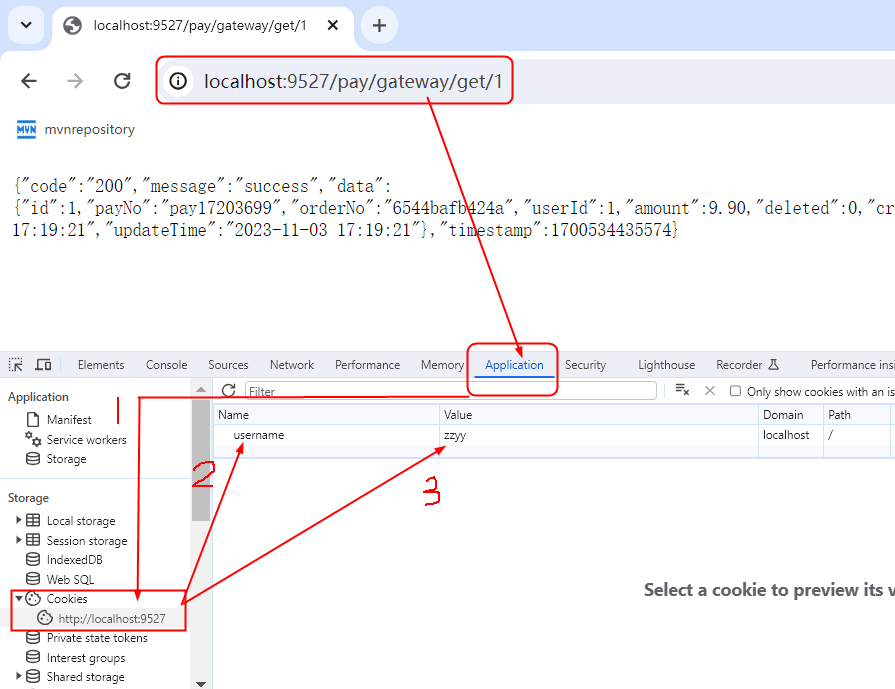 localhost:9527/pay/gateway/get/1
localhost:9527/pay/gateway/get/1
MVN mvnrepository
{"code":"200","message":"success","data":
{"id":1,"payNo":"pay17203699","orderNo":"6544bafb424a","userId":1,"amount":9.90,"deleted":0,"cr
17:19:21","updateTime":"2023-11-03 17:19:21"},"timestamp":1700534435574}
Elements Console Sources Network Performance Memory Application Security Lighthouse Recorder Performance insi
Application
Filter
Only show cookies with an is
1
Manifest
Service workers
Storage
Name Value Domain Path
username zzyy localhost /
2
3
Storage
Local storage
Session storage
IndexedDB
Web SQL
Cookies
http://localhost:9527
Private state tokens
Interest groups
Shared storage
Select a cookie to preview its v